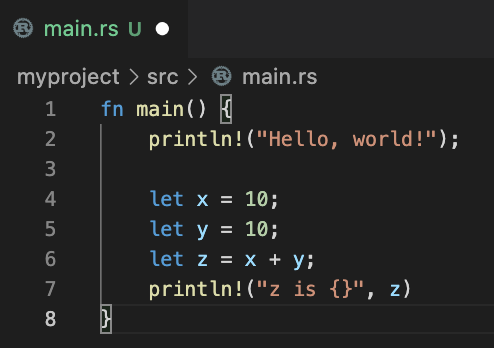 main.rs U
myproject > src > main.rs
1 fn main() {
2     println!("Hello, world!");
3
4     let x = 10;
5     let y = 10;
6     let z = x + y;
7     println!("z is {}", z)
8 }